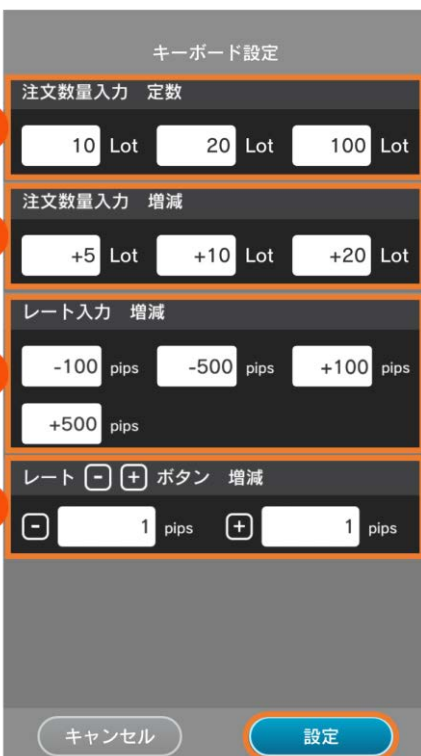 キーボード設定
注文数量入力 定数
10 Lot 20 Lot 100 Lot
注文数量入力 増減
+5 Lot +10 Lot +20 Lot
レート入力 増減
-100 pips -500 pips +100 pips
+500 pips
レート - + ボタン 増減
- 1 pips + 1 pips
キャンセル 設定